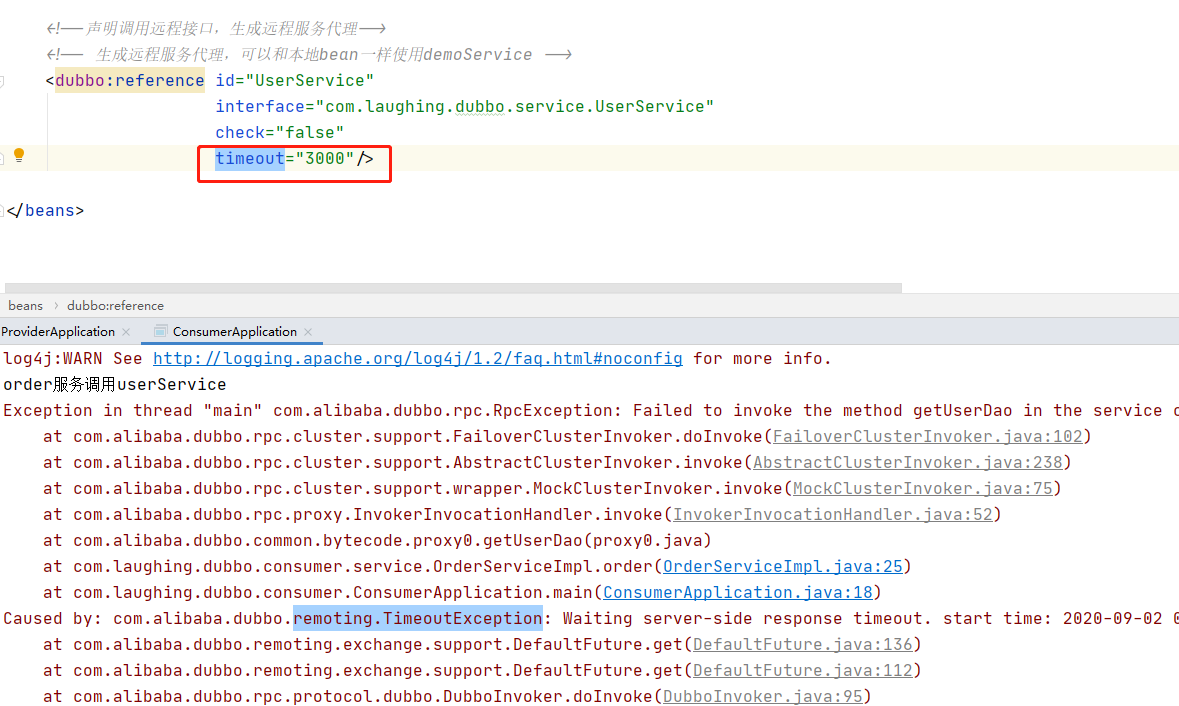 <!--声明调用远程接口，生成远程服务代理-->
<!-- 生成远程服务代理，可以和本地bean一样使用demoService -->
<dubbo:reference id="UserService"
interface="com.laughing.dubbo.service.UserService"
check="false"
timeout="3000"/>
</beans>
beans > dubbo:reference
ProviderApplication × ConsumerApplication ×
log4j:WARN See http://logging.apache.org/log4j/1.2/faq.html#noconfig for more info.
order服务调用userService
Exception in thread "main" com.alibaba.dubbo.rpc.RpcException: Failed to invoke the method getUserDao in the service
at com.alibaba.dubbo.rpc.cluster.support.FailoverClusterInvoker.doInvoke(FailoverClusterInvoker.java:102)
at com.alibaba.dubbo.rpc.cluster.support.AbstractClusterInvoker.invoke(AbstractClusterInvoker.java:238)
at com.alibaba.dubbo.rpc.cluster.support.wrapper.MockClusterInvoker.invoke(MockClusterInvoker.java:75)
at com.alibaba.dubbo.rpc.proxy.InvokerInvocationHandler.invoke(InvokerInvocationHandler.java:52)
at com.alibaba.dubbo.common.bytecode.proxy0.getUserDao(proxy0.java)
at com.laughing.dubbo.consumer.service.OrderServiceImpl.order(OrderServiceImpl.java:25)
at com.laughing.dubbo.consumer.ConsumerApplication.main(ConsumerApplication.java:18)
Caused by: com.alibaba.dubbo.remoting.TimeoutException: Waiting server-side response timeout. start time: 2020-09-02
at com.alibaba.dubbo.remoting.exchange.support.DefaultFuture.get(DefaultFuture.java:136)
at com.alibaba.dubbo.remoting.exchange.support.DefaultFuture.get(DefaultFuture.java:112)
at com.alibaba.dubbo.rpc.protocol.dubbo.DubboInvoker.doInvoke(DubboInvoker.java:95)